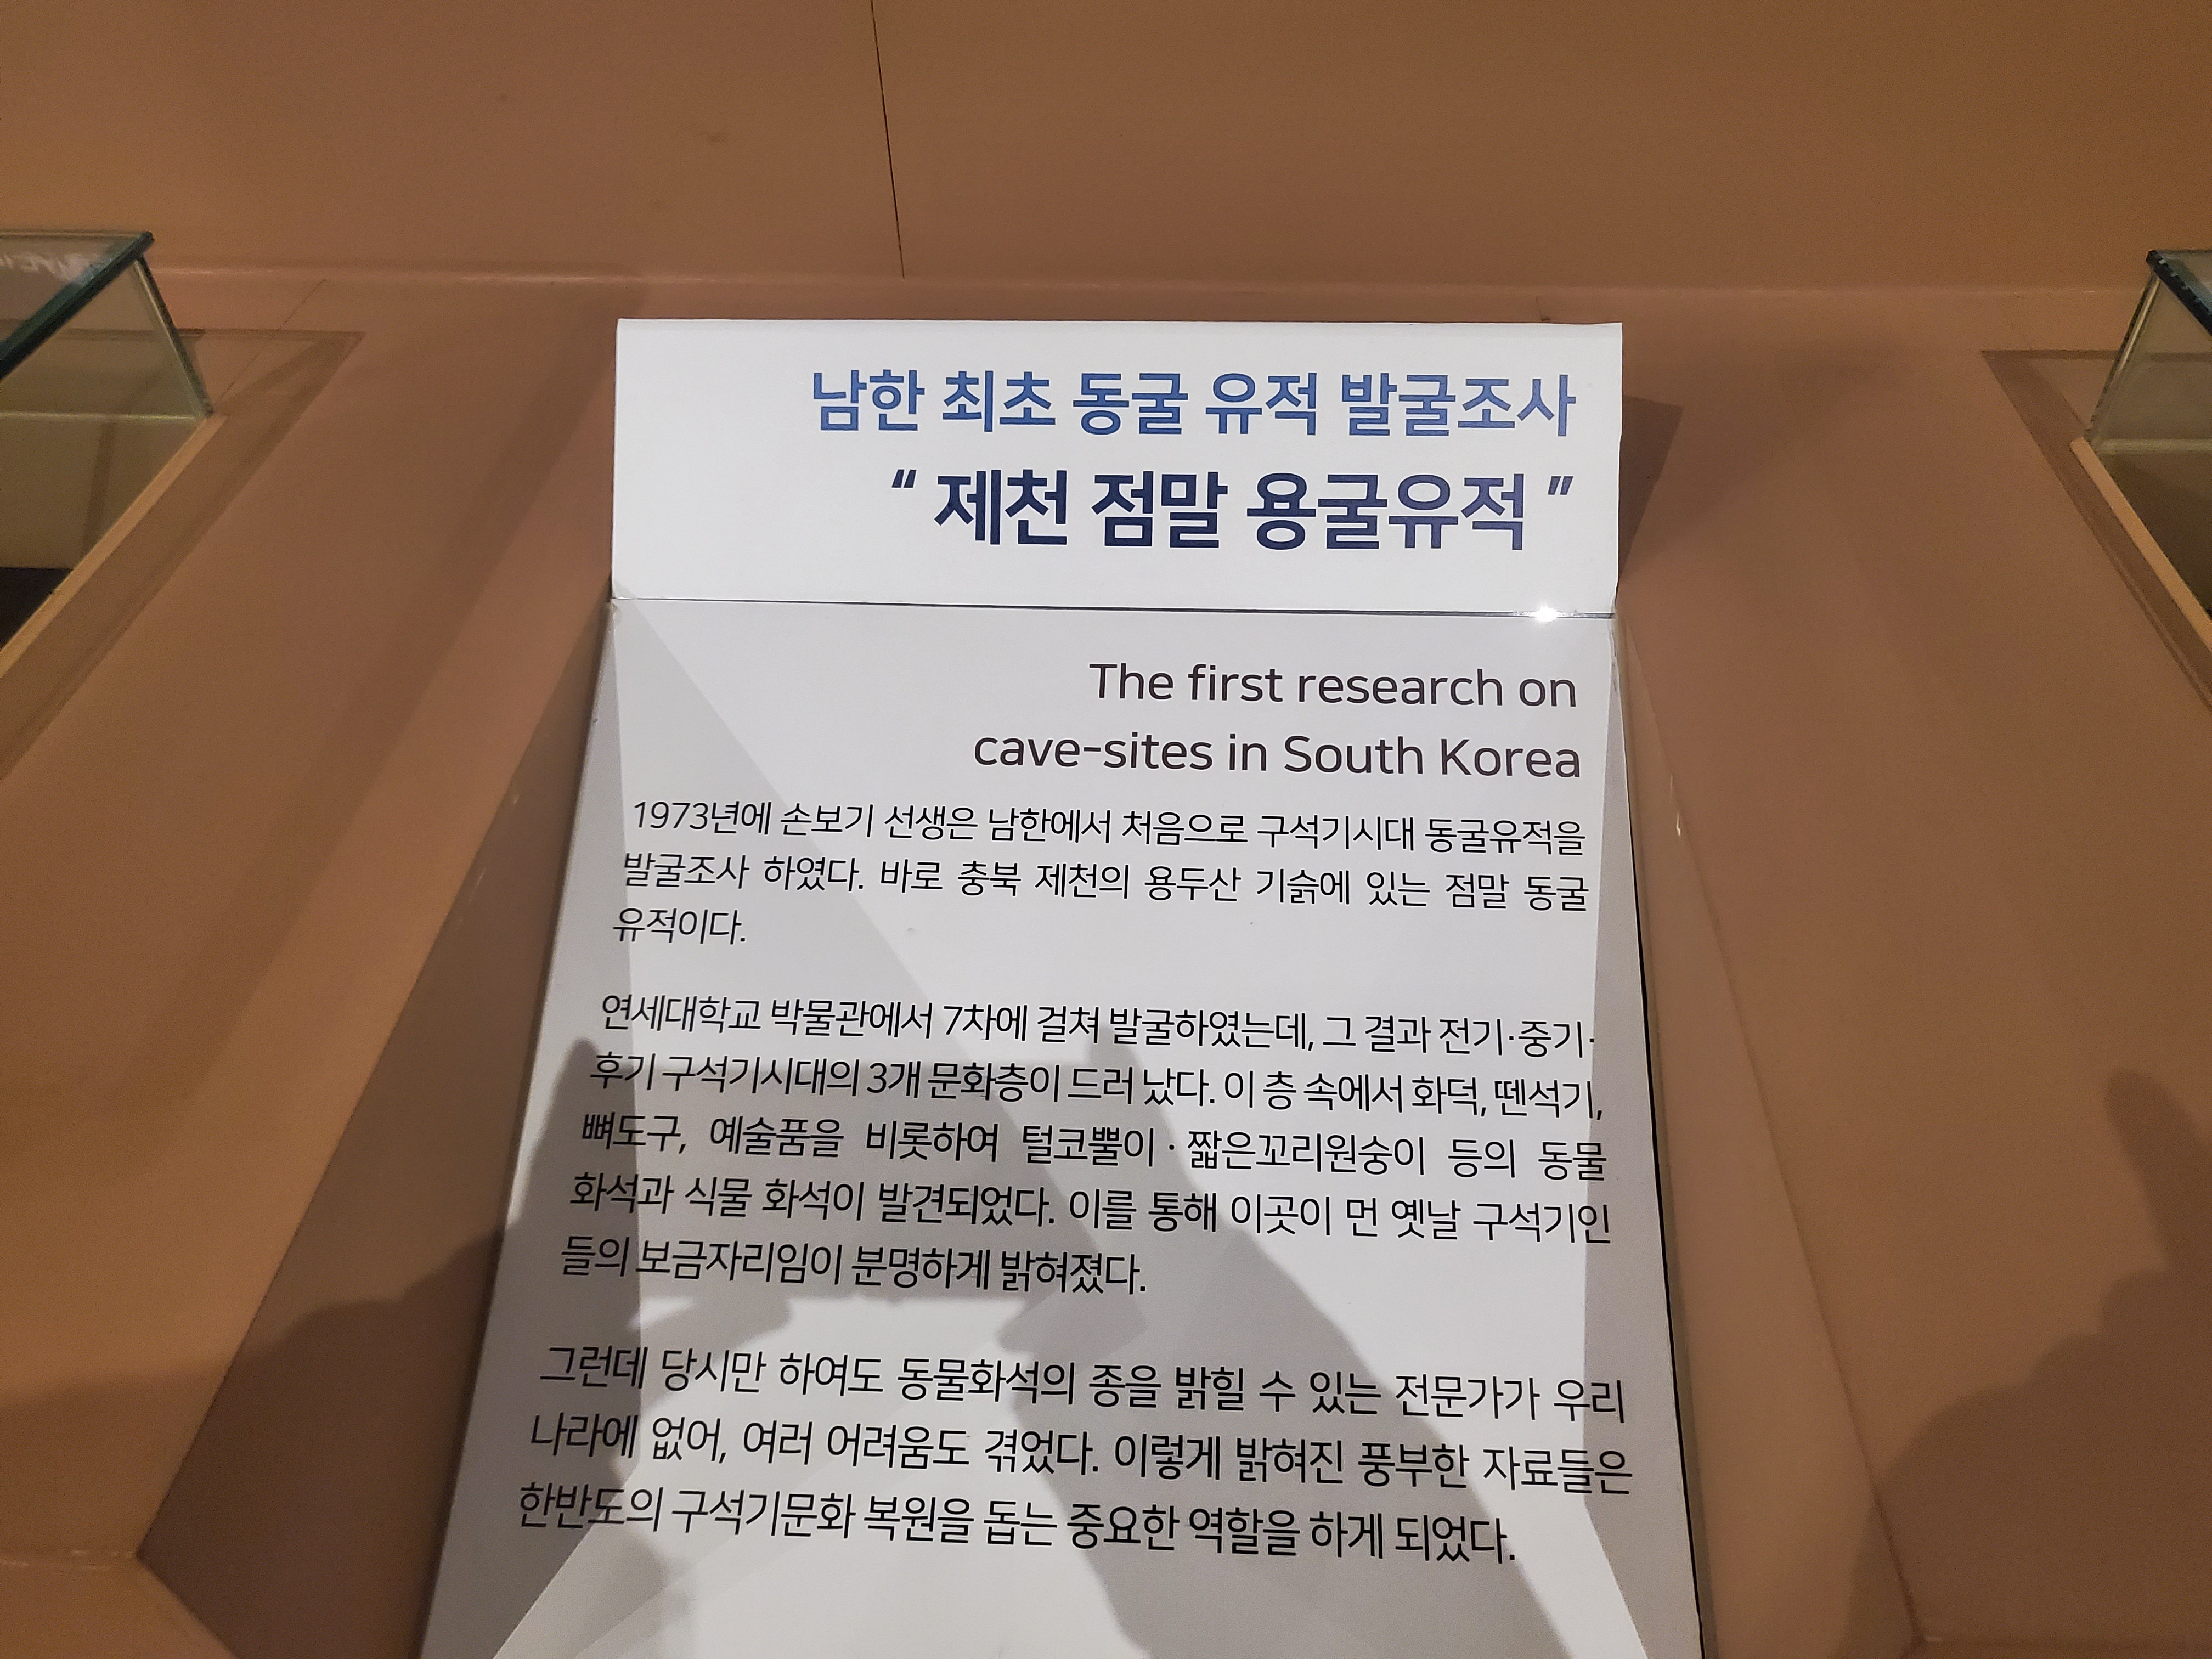 남한 최초 동굴 유적 발굴조사
“ 제천 점말 용굴유적 ”
The first research on
cave-sites in South Korea
1973년에 손보기 선생은 남한에서 처음으로 구석기시대 동굴유적을
발굴조사 하였다. 바로 충북 제천의 용두산 기슭에 있는 점말 동굴
유적이다.
연세대학교 박물관에서 7차에 걸쳐 발굴하였는데, 그 결과 전기·중기·
후기 구석기시대의 3개 문화층이 드러 났다. 이 층 속에서 화덕, 뗀석기,
뼈도구, 예술품을 비롯하여 털코뿔이 · 짧은꼬리원숭이 등의 동물
화석과 식물 화석이 발견되었다. 이를 통해 이곳이 먼 옛날 구석기인
들의 보금자리임이 분명하게 밝혀졌다.
그런데 당시만 하여도 동물화석의 종을 밝힐 수 있는 전문가가 우리
나라에 없어, 여러 어려움도 겪었다. 이렇게 밝혀진 풍부한 자료들은
한반도의 구석기문화 복원을 돕는 중요한 역할을 하게 되었다.